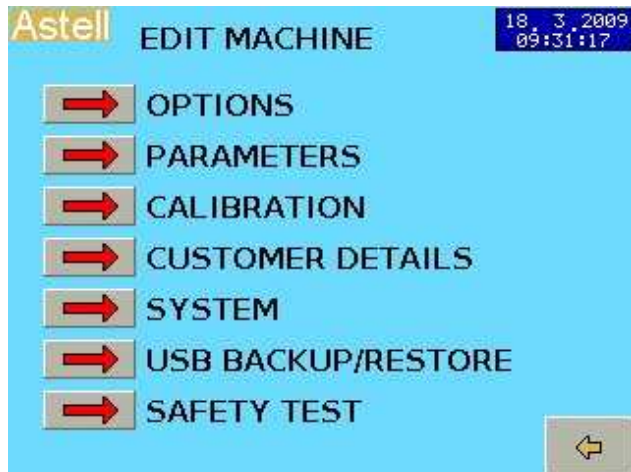 Astell
EDIT MACHINE
18. 3.2009
09:31:17
OPTIONS
PARAMETERS
CALIBRATION
CUSTOMER DETAILS
SYSTEM
USB BACKUP/RESTORE
SAFETY TEST